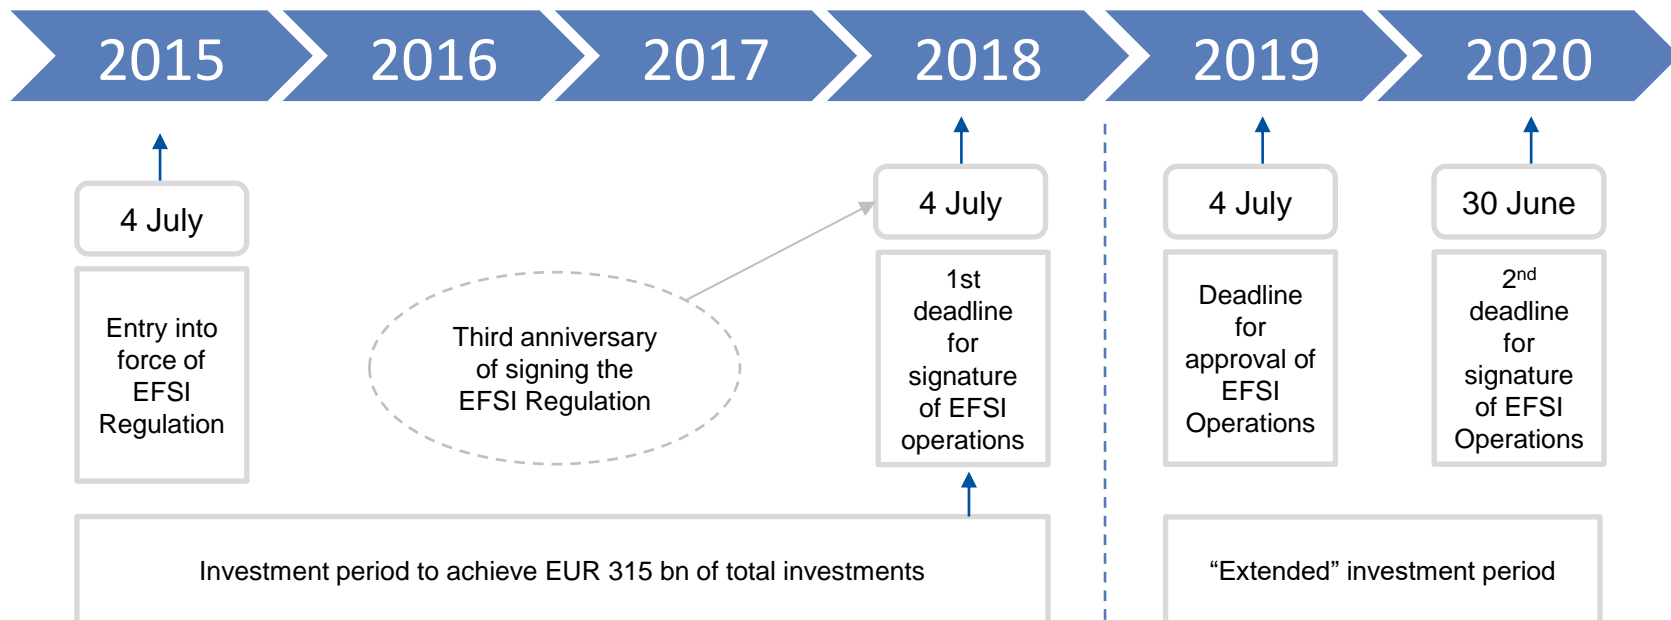 2015 2016 2017 2018 2019 2020
4 July
Entry into
force of
EFSI
Regulation
Third anniversary
of signing the
EFSI Regulation
4 July
1st
deadline
for
signature
of EFSI
operations
4 July
Deadline
for
approval of
EFSI
Operations
30 June
2nd
deadline
for
signature
of EFSI
Operations
Investment period to achieve EUR 315 bn of total investments
“Extended” investment period